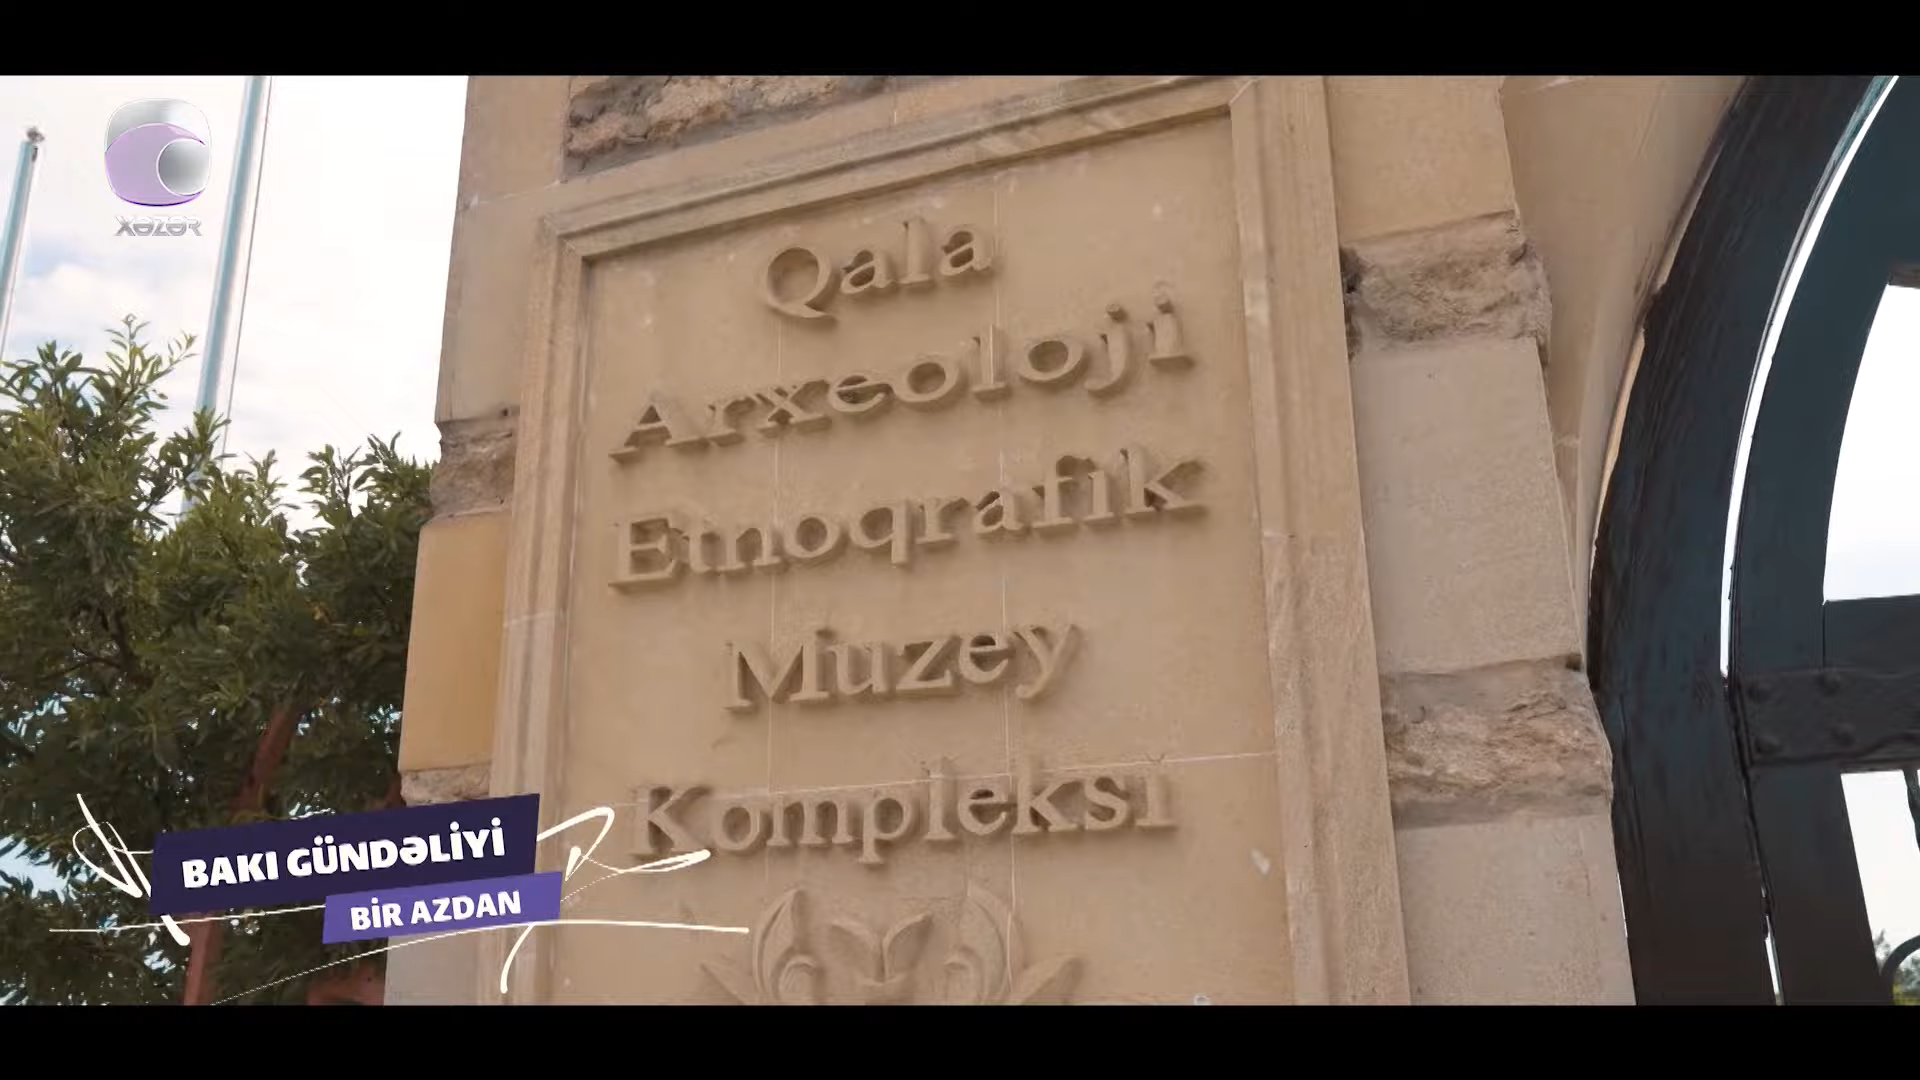 XəZəR
Qala
Arxeoloji
Etnoqrafik
Muzey
Kompleksi
BAKI GÜNDƏLİYİ
BİR AZDAN